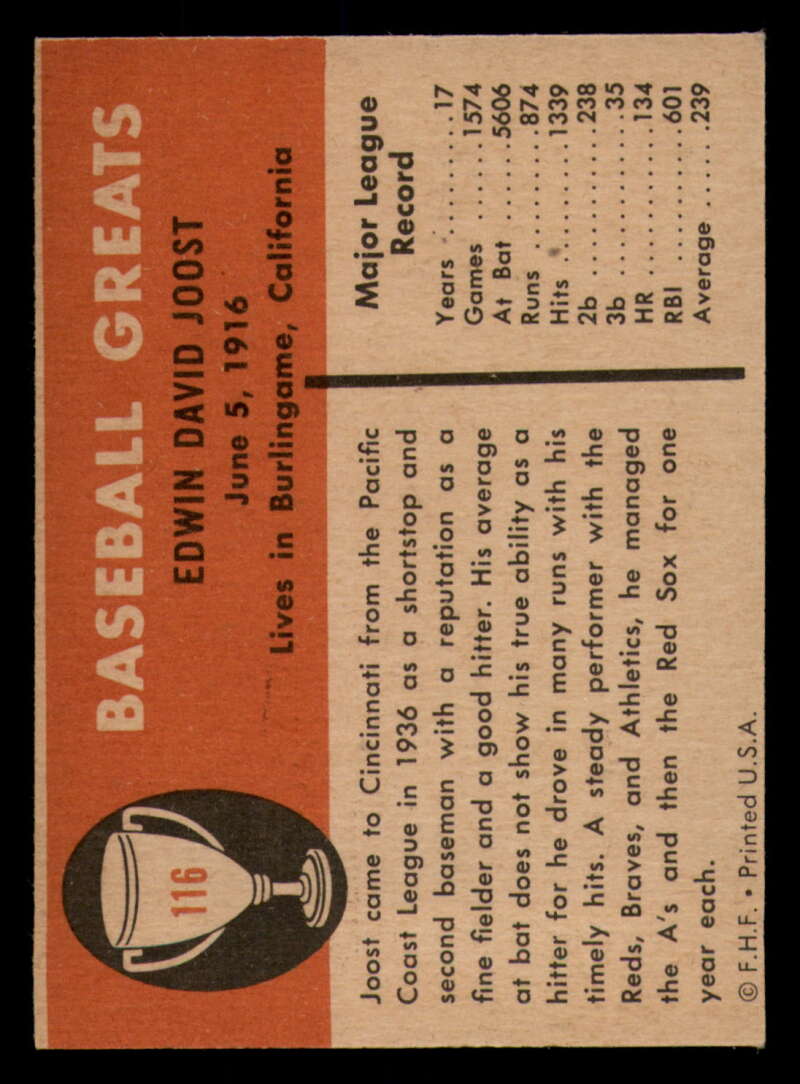 BASEBALL GREATS
EDWIN DAVID JOOST
June 5, 1916
Lives in Burlingame, California
116
Joost came to Cincinnati from the Pacific
Coast League in 1936 as a shortstop and
second baseman with a reputation as a
fine fielder and a good hitter. His average
at bat does not show his true ability as a
hitter for he drove in many runs with his
timely hits. A steady performer with the
Reds, Braves, and Athletics, he managed
the A's and then the Red Sox for one
year each.
© F.H.F. • Printed U.S.A.
Major League
Record
Years .........17
Games .......1574
At Bat ......5606
Runs .........874
Hits ........1339
2b ...........238
3b ............35
HR ...........134
RBI ..........601
Average ......239